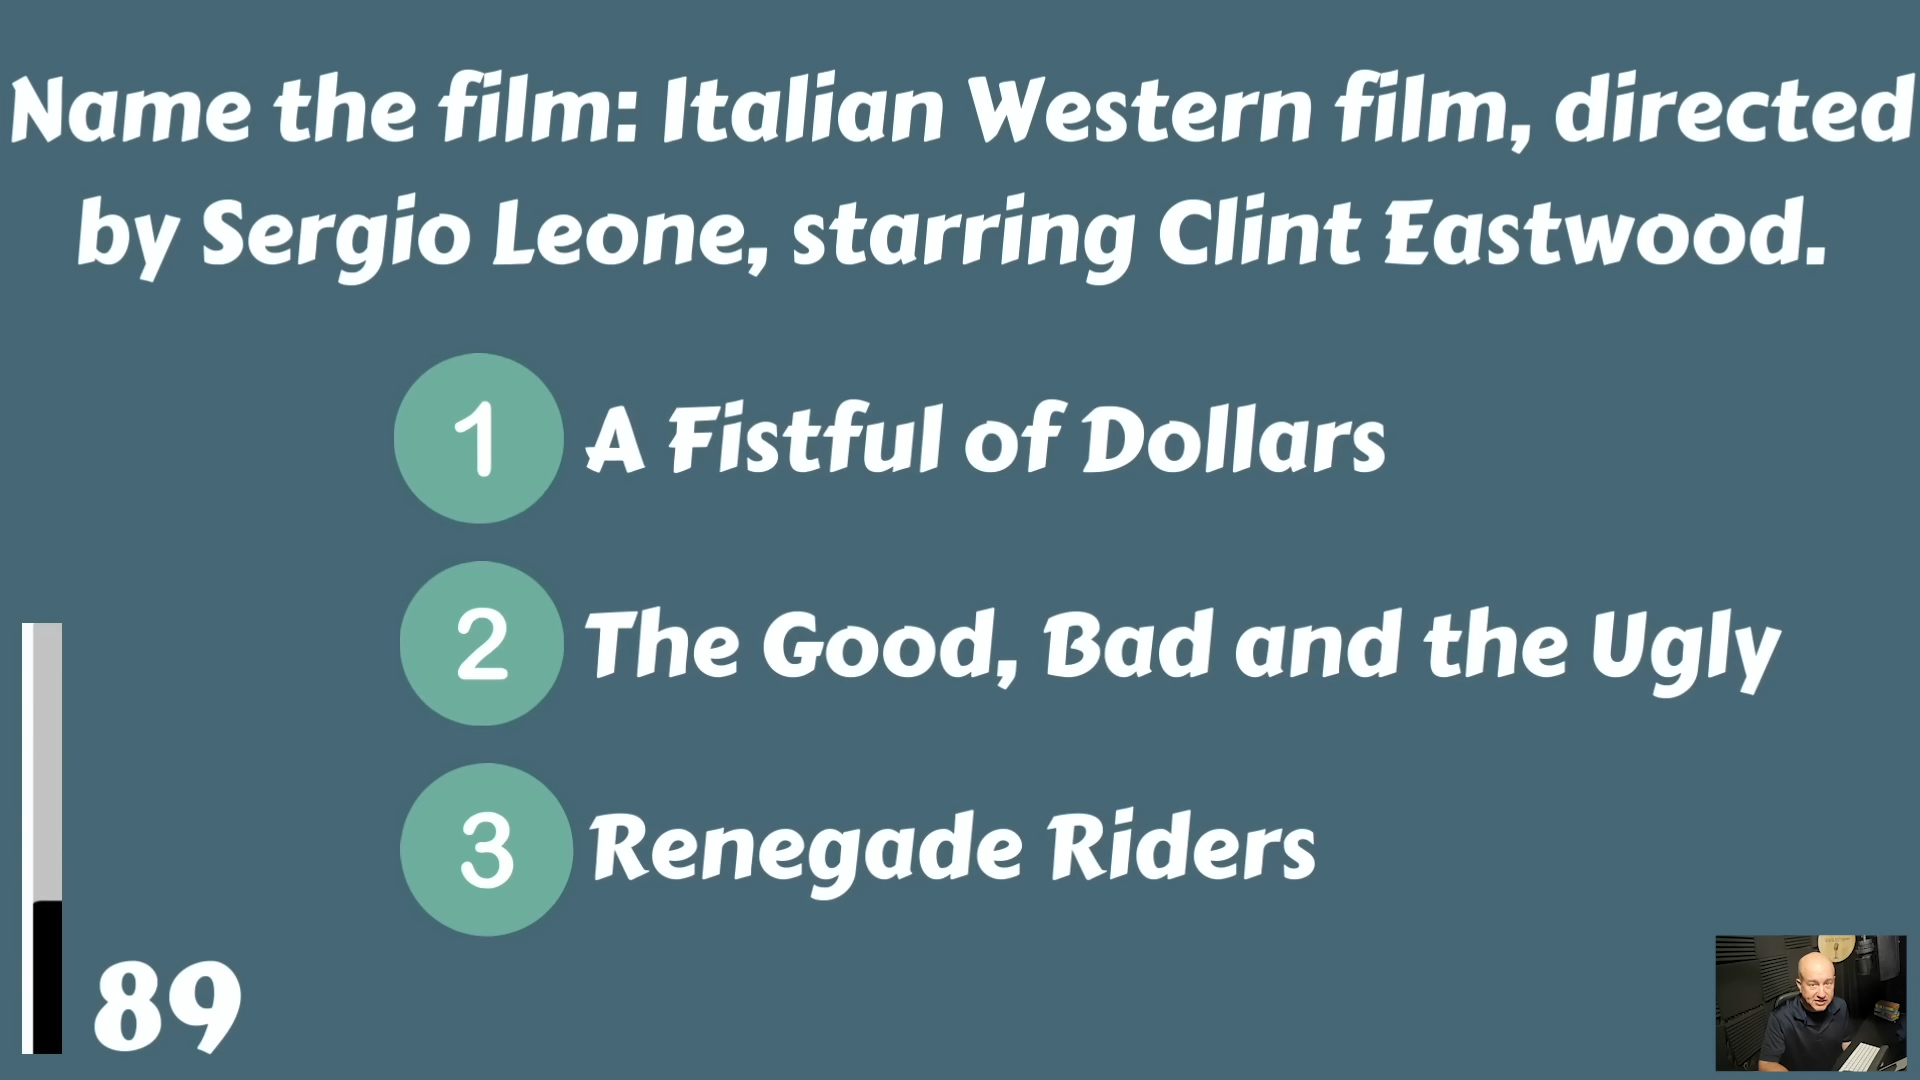 Name the film: Italian Western film, directed
by Sergio Leone, starring Clint Eastwood.
1 A Fistful of Dollars
2 The Good, Bad and the Ugly
3 Renegade Riders
89